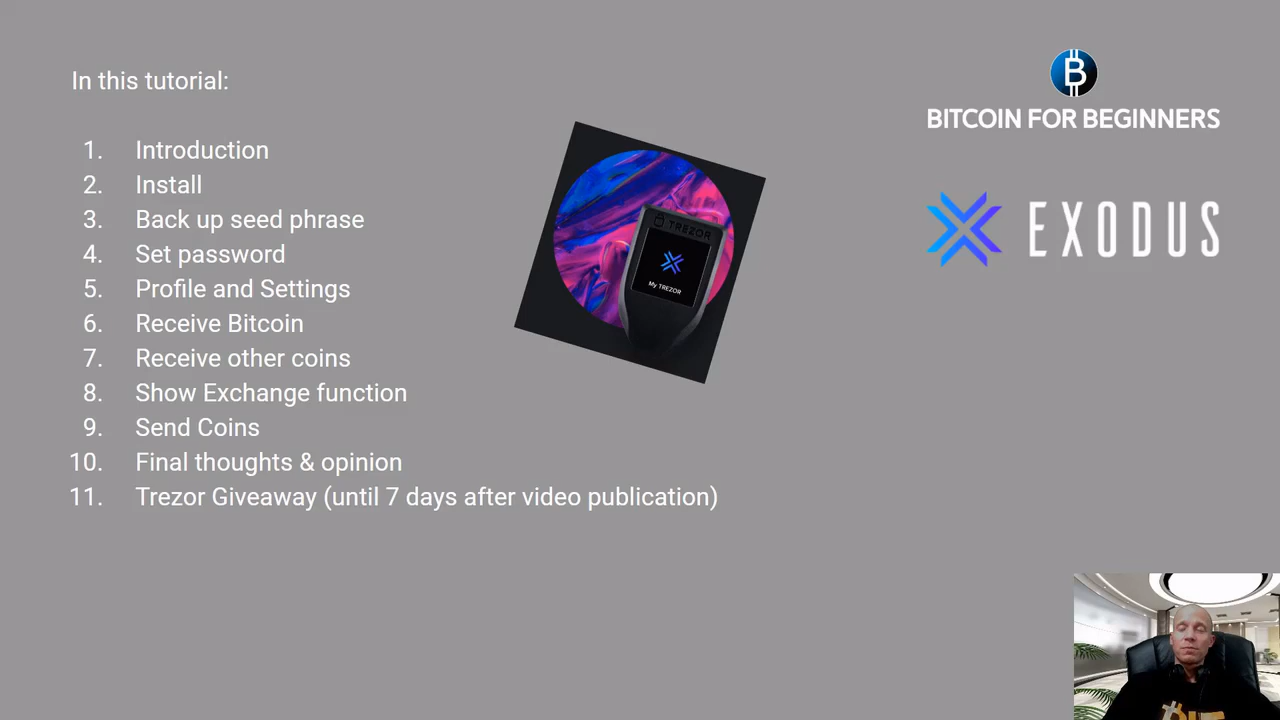 In this tutorial:
1. Introduction
2. Install
3. Back up seed phrase
4. Set password
5. Profile and Settings
6. Receive Bitcoin
7. Receive other coins
8. Show Exchange function
9. Send Coins
10. Final thoughts & opinion
11. Trezor Giveaway (until 7 days after video publication)
TREZOR
My TREZOR
BITCOIN FOR BEGINNERS
EXODUS